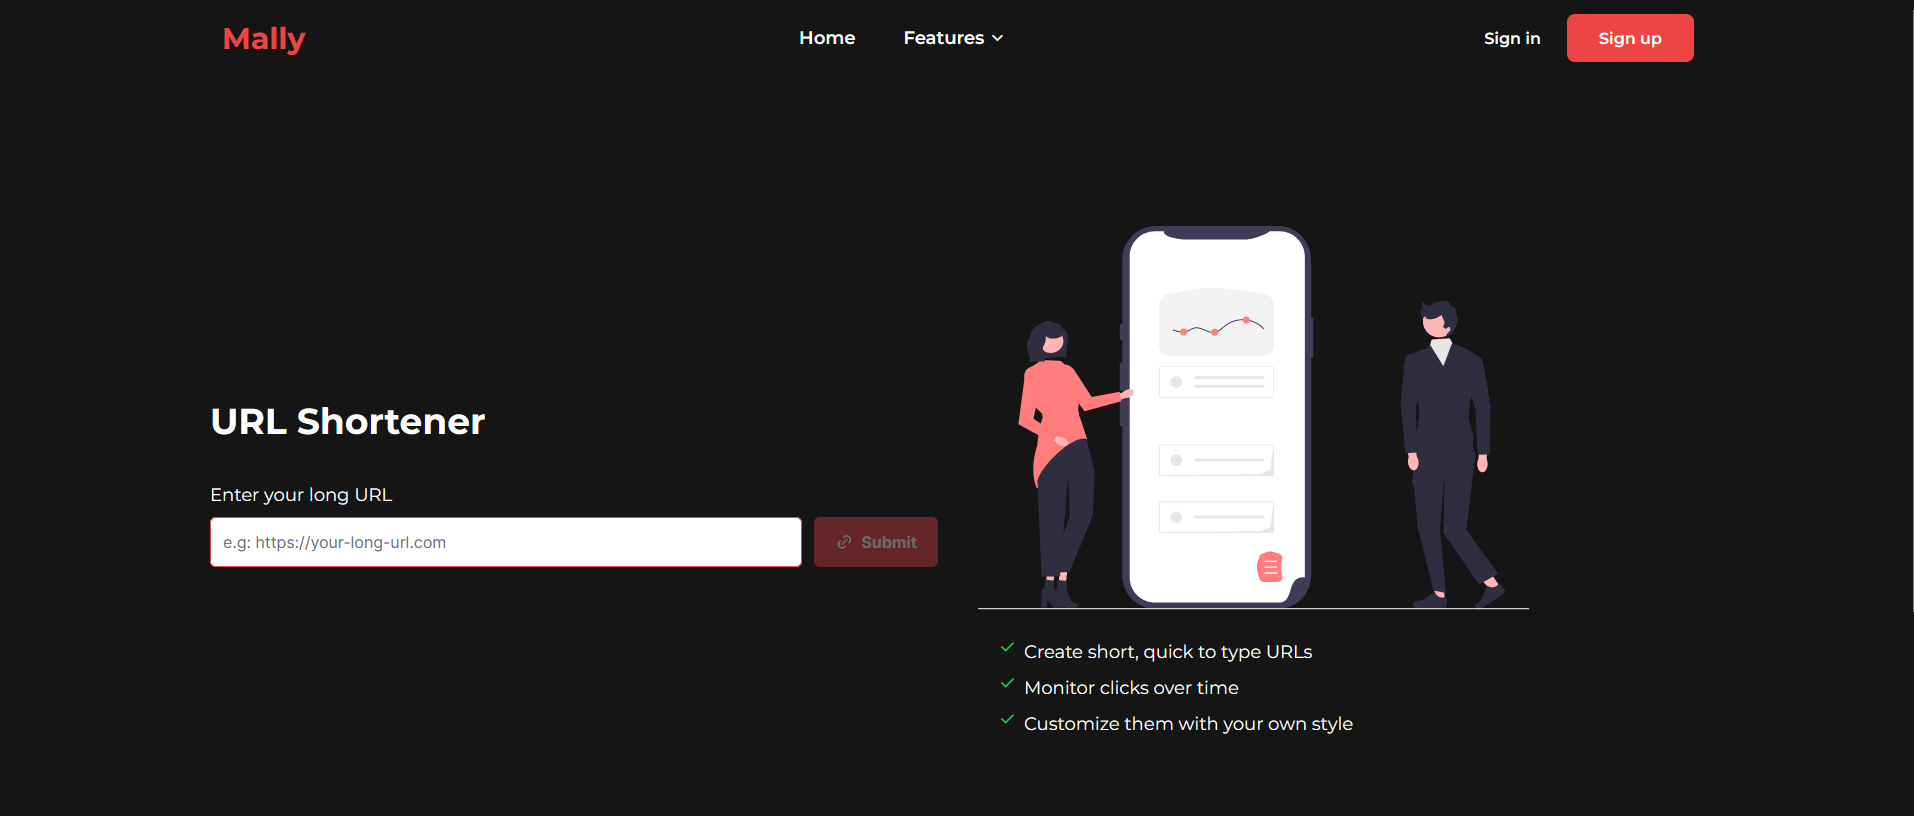 Mally
Home
Features
Sign in
Sign up
URL Shortener
Enter your long URL
e.g: https://your-long-url.com
Submit
Create short, quick to type URLs
Monitor clicks over time
Customize them with your own style